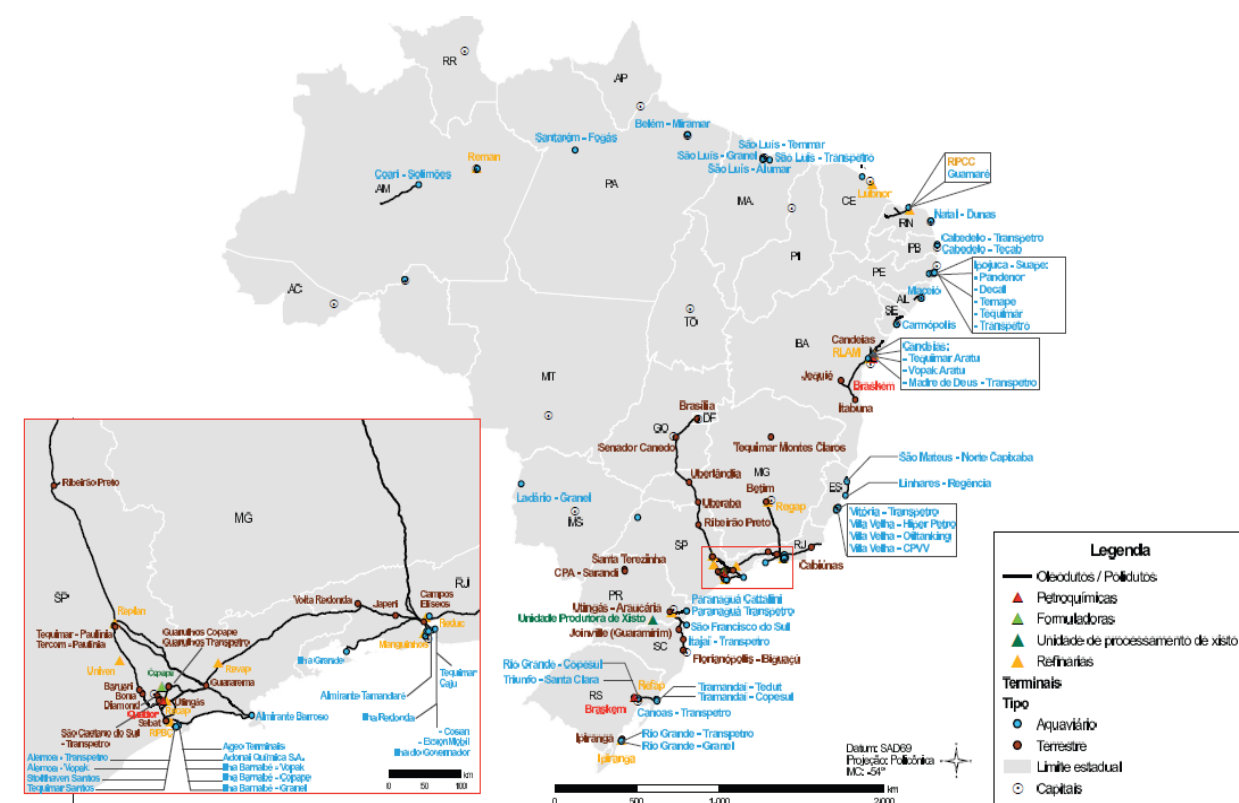 RR
AP
Belém - Miramar
Santarém - Fogás
São Luís - Temmar
São Luís - Granel
São Luís - Transpetro
São Luís - Alumar
Reman
Coari - Solimões
AM
PA
MA
CE
Lubnor
RPCC
Guamaré
RN
Natal - Dunas
PB
Cabedelo - Transpetro
Cabedelo - Tecab
PI
PE
Ipojuca - Suape:
- Pandenor
- Decal
- Temape
- Tequimar
- Transpetro
AC
Maceió
AL
SE
Carmópolis
TO
BA
Candeias
RLAM
Candeias:
- Tequimar Aratu
- Vopak Aratu
- Madre de Deus - Transpetro
Jequié
Braskem
Itabuna
MT
Brasília
DF
GO
Senador Canedo
Tequimar Montes Claros
MG
Uberlândia
Betim
Regap
Uberaba
Ribeirão Preto
São Mateus - Norte Capixaba
Linhares - Regência
ES
Vitória - Transpetro
Vila Velha - Hiper Petro
Vila Velha - Oiltanking
Vila Velha - CPVV
Ladário - Granel
MS
SP
RJ
Cabiúnas
Santa Terezinha
CPA - Sarandi
PR
Paranaguá Cattalini
Utingás - Araucária
Paranaguá Transpetro
Unidade Produtora de Xisto
São Francisco do Sul
Joinville (Guaramirim)
Itajaí - Transpetro
SC
Florianópolis - Biguaçú
Rio Grande - Copesul
Triunfo - Santa Clara
Refap
Tramandaí - Tedut
Tramandaí - Copesul
RS
Braskem
Canoas - Transpetro
Ipiranga
Rio Grande - Transpetro
Rio Grande - Granel
Ipiranga
Ribeirão Preto
MG
SP
RJ
Replan
Volta Redonda
Japeri
Campos
Elíseos
Reduc
Tequimar - Paulínia
Tercom - Paulínia
Guarulhos Copape
Guarulhos Transpetro
Manguinhos
Univen
Revap
Ilha Grande
Copape
Guararema
Tequimar
Caju
Barueri
Bona
Diamond
Utingás
Almirante Tamandaré
Recap
Sebat
Almirante Barroso
Ilha Redonda
RPBC
São Caetano do Sul
- Transpetro
- Cosan
- ExxonMobil
Ilha do Governador
Ageo Terminais
Adonai Química S.A.
Ilha Barnabé - Vopak
Ilha Barnabé - Copape
Ilha Barnabé - Granel
Alemoa - Transpetro
Alemoa - Vopak
Stolthaven Santos
Tequimar Santos
km
0 50 100
Datum: SAD69
Projeção: Policônica
MC: -54°
km
0 500 1.000 2.000
Legenda
Oleodutos / Polidutos
Petroquímicas
Formuladoras
Unidade de processamento de xisto
Refinarias
Terminais
Tipo
Aquaviário
Terrestre
Limite estadual
Capitais